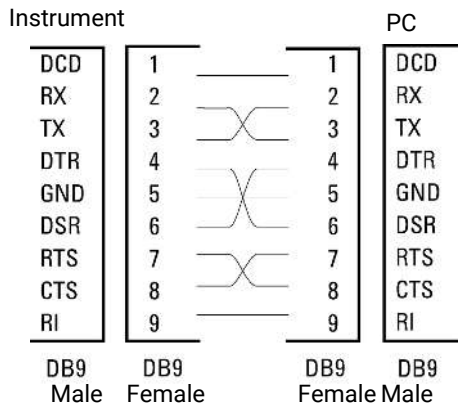 Instrument PC
DCD 1 1 DCD
RX 2 2 RX
TX 3 3 TX
DTR 4 4 DTR
GND 5 5 GND
DSR 6 6 DSR
RTS 7 7 RTS
CTS 8 8 CTS
RI 9 9 RI
DB9 DB9 DB9 DB9
Male Female Female Male